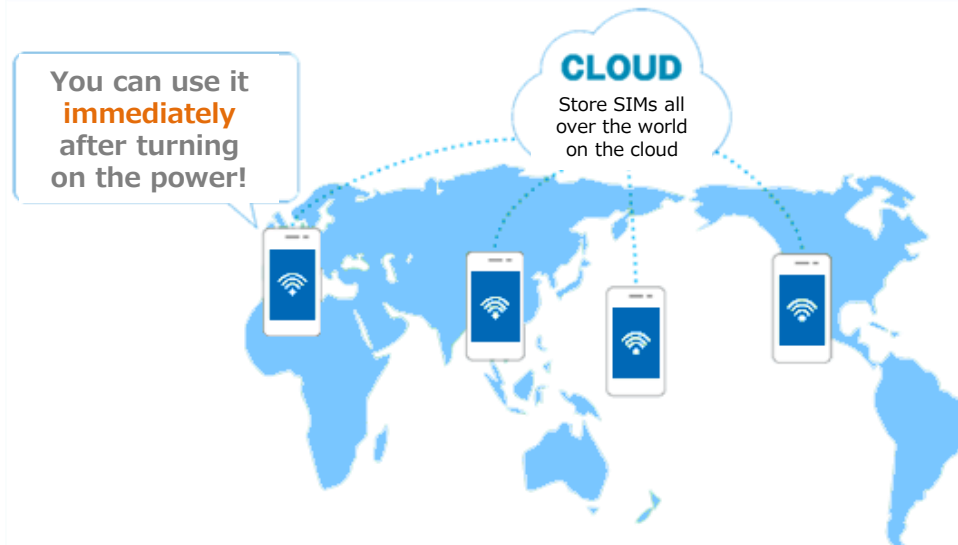 You can use it
immediately
after turning
on the power!
CLOUD
Store SIMs all
over the world
on the cloud